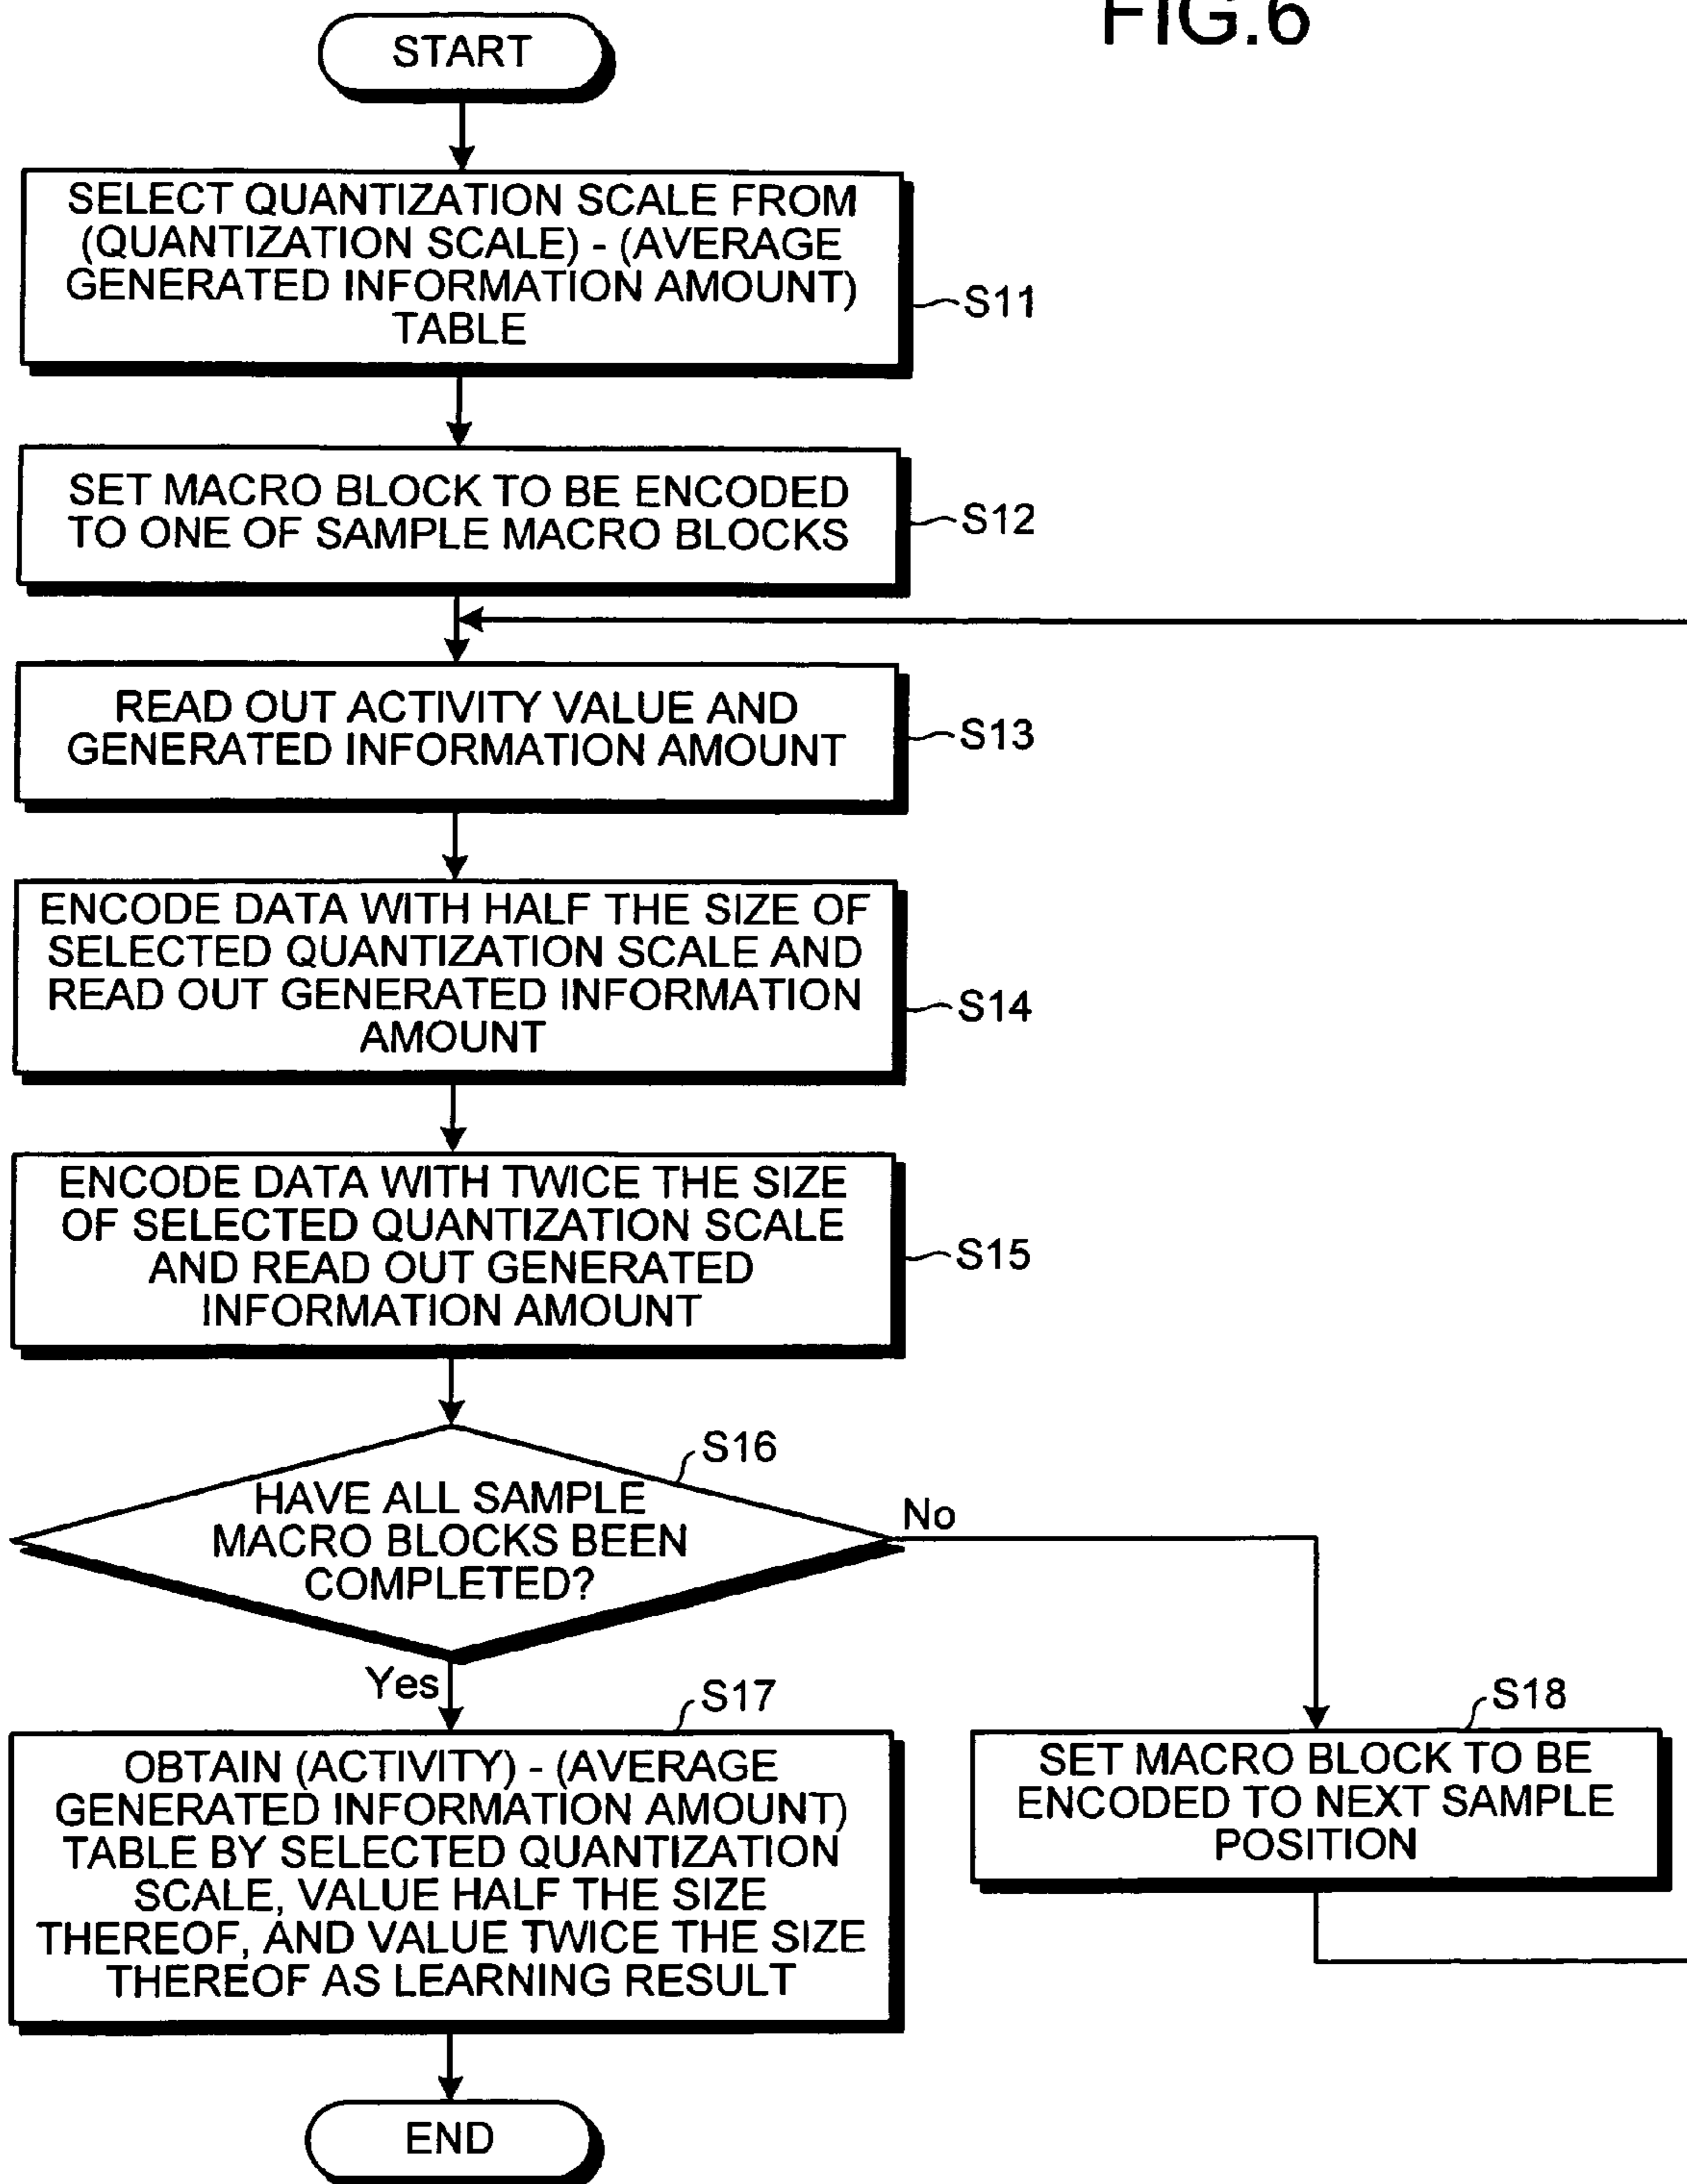 FIG.6
START
SELECT QUANTIZATION SCALE FROM
(QUANTIZATION SCALE) - (AVERAGE
GENERATED INFORMATION AMOUNT)
TABLE
S11
SET MACRO BLOCK TO BE ENCODED
TO ONE OF SAMPLE MACRO BLOCKS
S12
READ OUT ACTIVITY VALUE AND
GENERATED INFORMATION AMOUNT
S13
ENCODE DATA WITH HALF THE SIZE OF
SELECTED QUANTIZATION SCALE AND
READ OUT GENERATED INFORMATION
AMOUNT
S14
ENCODE DATA WITH TWICE THE SIZE
OF SELECTED QUANTIZATION SCALE
AND READ OUT GENERATED
INFORMATION AMOUNT
S15
S16
HAVE ALL SAMPLE
MACRO BLOCKS BEEN
COMPLETED?
No
Yes
S17
OBTAIN (ACTIVITY) - (AVERAGE
GENERATED INFORMATION AMOUNT)
TABLE BY SELECTED QUANTIZATION
SCALE, VALUE HALF THE SIZE
THEREOF, AND VALUE TWICE THE SIZE
THEREOF AS LEARNING RESULT
S18
SET MACRO BLOCK TO BE
ENCODED TO NEXT SAMPLE
POSITION
END